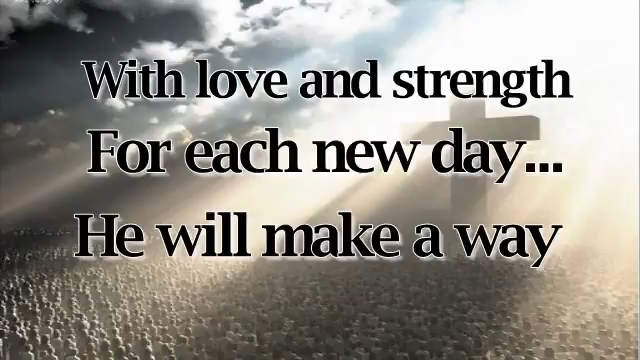 With love and strength
For each new day...
He will make a way